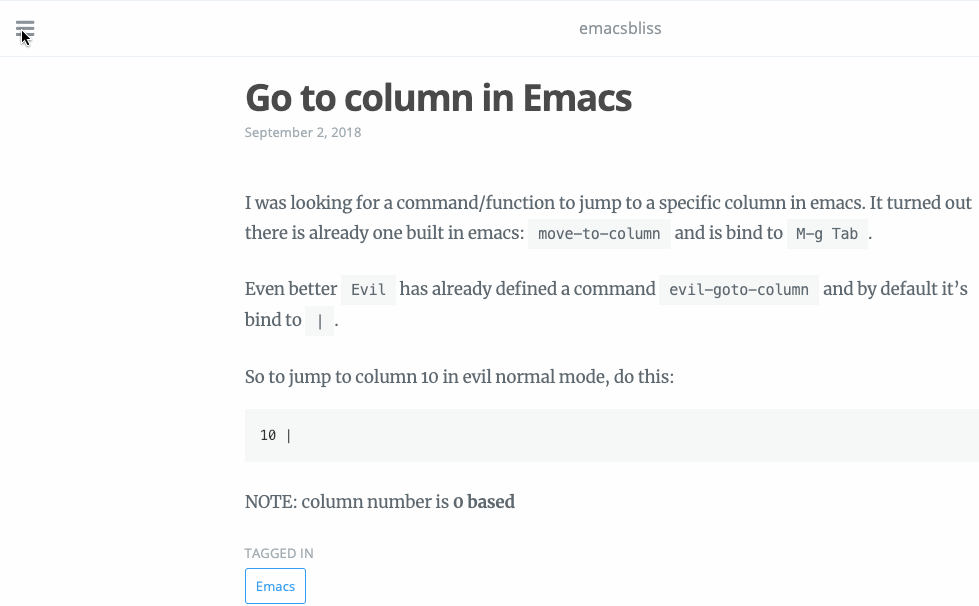 emacsbliss
Go to column in Emacs
September 2, 2018
I was looking for a command/function to jump to a specific column in emacs. It turned out
there is already one built in emacs: move-to-column and is bind to M-g Tab .
Even better Evil has already defined a command evil-goto-column and by default it’s
bind to | .
So to jump to column 10 in evil normal mode, do this:
10 |
NOTE: column number is 0 based
TAGGED IN
Emacs